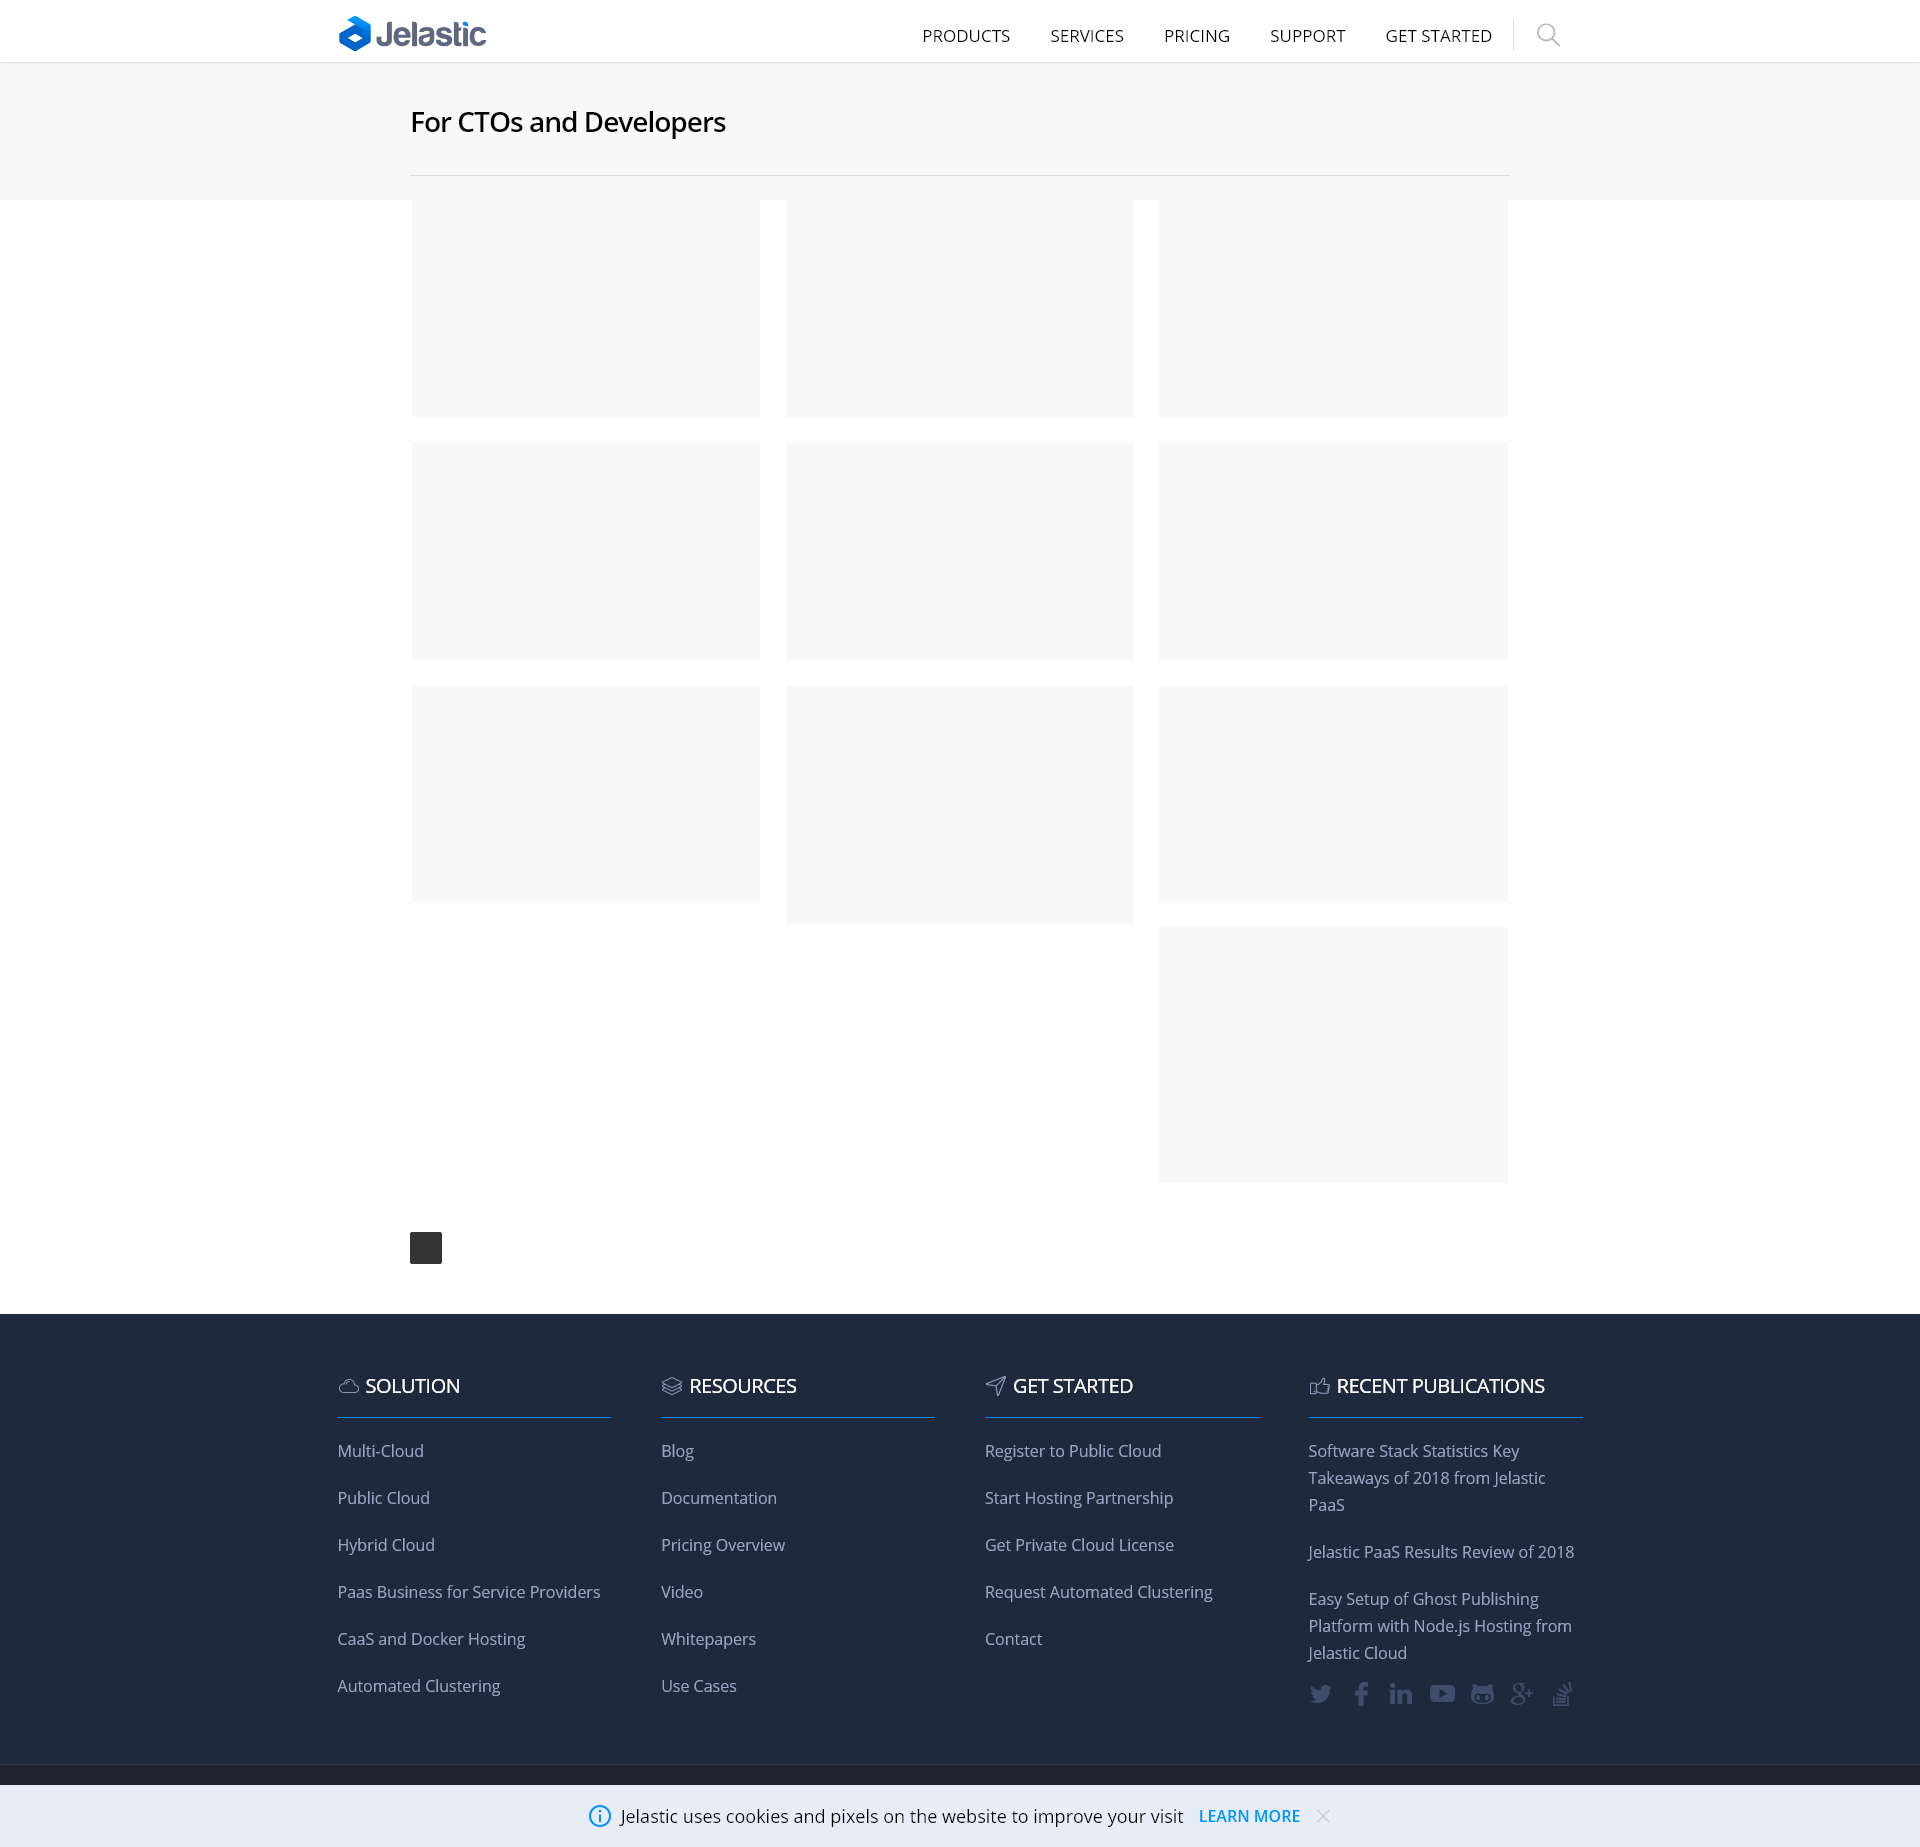 Jelastic
PRODUCTS SERVICES PRICING SUPPORT GET STARTED
For CTOs and Developers
SOLUTION
Multi-Cloud
Public Cloud
Hybrid Cloud
Paas Business for Service Providers
CaaS and Docker Hosting
Automated Clustering
RESOURCES
Blog
Documentation
Pricing Overview
Video
Whitepapers
Use Cases
GET STARTED
Register to Public Cloud
Start Hosting Partnership
Get Private Cloud License
Request Automated Clustering
Contact
RECENT PUBLICATIONS
Software Stack Statistics Key
Takeaways of 2018 from Jelastic
PaaS
Jelastic PaaS Results Review of 2018
Easy Setup of Ghost Publishing
Platform with Node.js Hosting from
Jelastic Cloud
Jelastic uses cookies and pixels on the website to improve your visit LEARN MORE